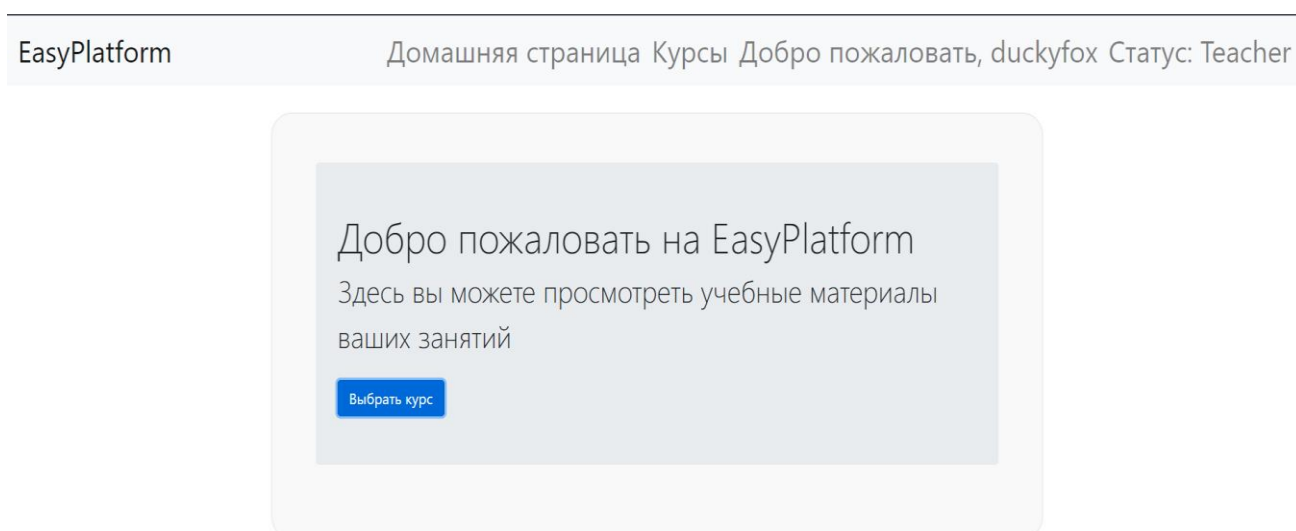 EasyPlatform
Домашняя страница Курсы Добро пожаловать, duckyfox Статус: Teacher
Добро пожаловать на EasyPlatform
Здесь вы можете просмотреть учебные материалы
ваших занятий
Выбрать курс